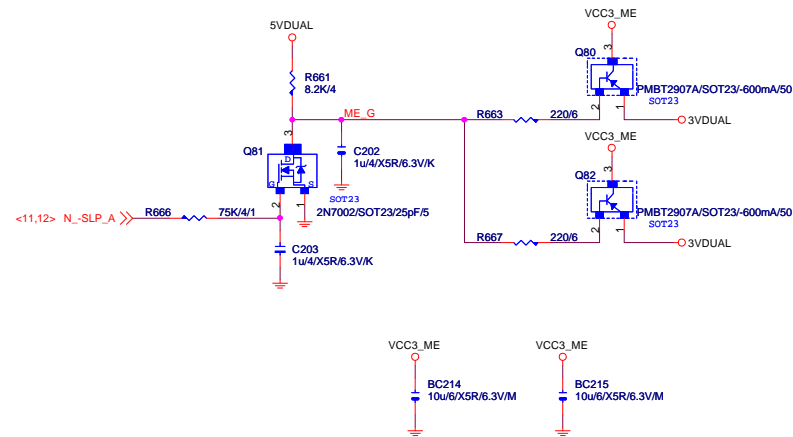 VCC3_ME
5VDUAL
Q80
3
R661
8.2K/4
PMBT2907A/SOT23/-600mA/50
SOT23
2
1
ME_G
R663
220/6
3VDUAL
3
Q81
D
G
S
C202
1u/4/X5R/6.3V/K
VCC3_ME
3
Q82
SOT23
2N7002/SOT23/25pF/5
2
1
PMBT2907A/SOT23/-600mA/50
SOT23
2
1
<11,12> N_-SLP_A
R666
75K/4/1
R667
220/6
3VDUAL
C203
1u/4/X5R/6.3V/K
VCC3_ME
VCC3_ME
BC214
10u/6/X5R/6.3V/M
BC215
10u/6/X5R/6.3V/M